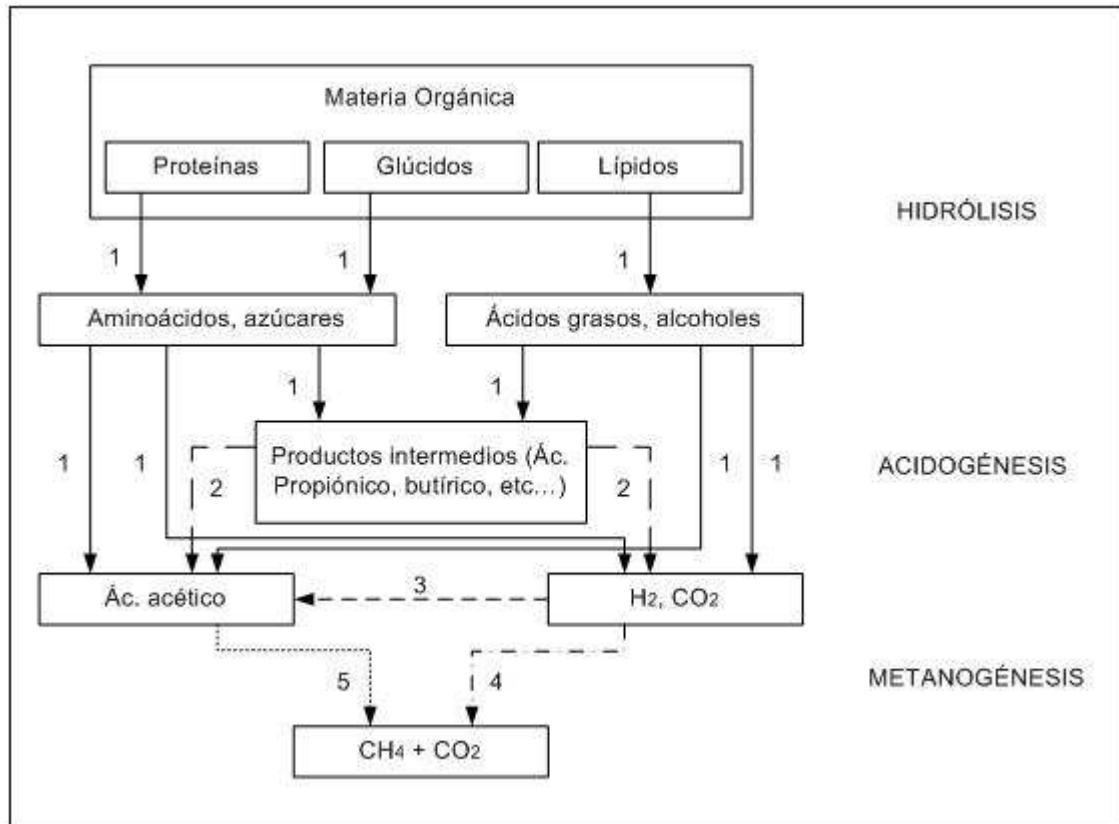 Materia Orgánica
Proteínas
Glúcidos
Lípidos
HIDRÓLISIS
1
1
1
Aminoácidos, azúcares
Ácidos grasos, alcoholes
1
1
1
1
2
Productos intermedios (Ác.
Propiónico, butírico, etc...)
2
1
1
ACIDOGÉNESIS
Ác. acético
3
H2, CO2
5
4
METANOGÉNESIS
CH4 + CO2